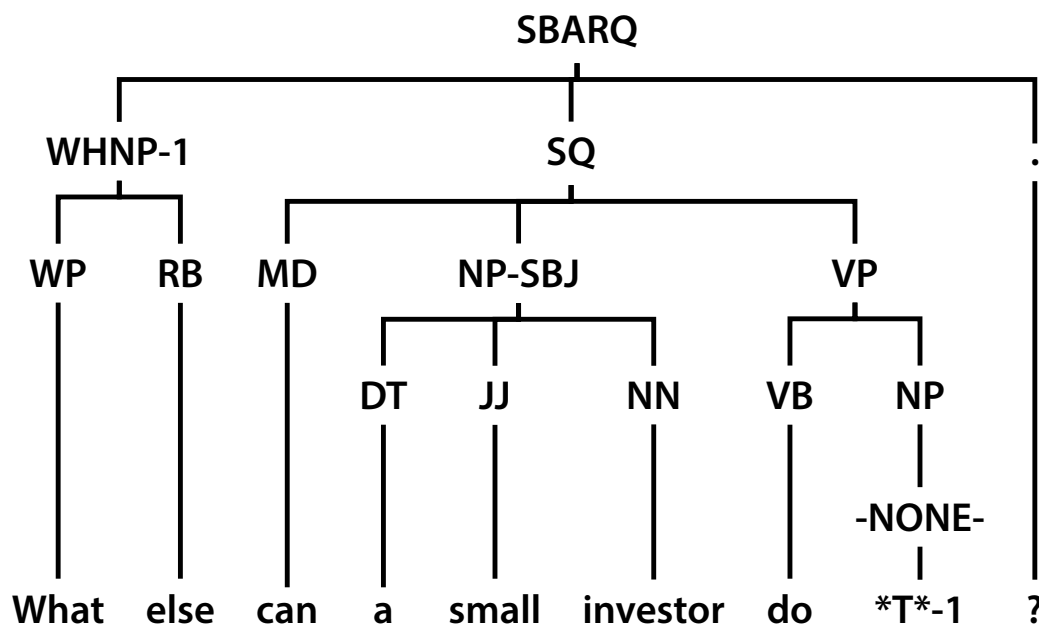 SBARQ
WHNP-1 SQ .
WP RB MD NP-SBJ VP
DT JJ NN VB NP
-NONE-
What else can a small investor do *T*-1 ?